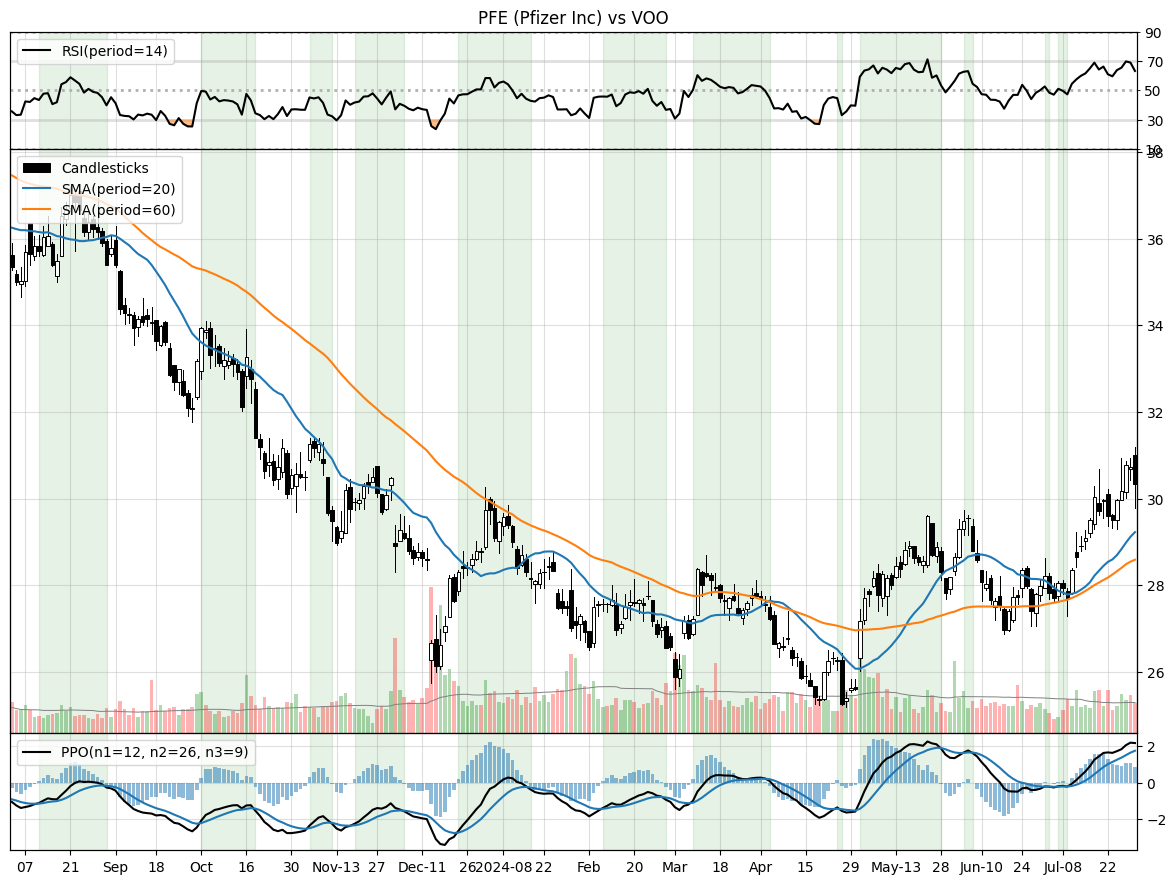 PFE (Pfizer Inc) vs VOO
RSI(period=14)
90
70
50
30
10
Candlesticks
SMA(period=20)
SMA(period=60)
38
36
34
32
30
28
26
PPO(n1=12, n2=26, n3=9)
2
0
−2
07 21 Sep 18 Oct 16 30 Nov-13 27 Dec-11 26 2024-08 22 Feb 20 Mar 18 Apr 15 29 May-13 28 Jun-10 24 Jul-08 22